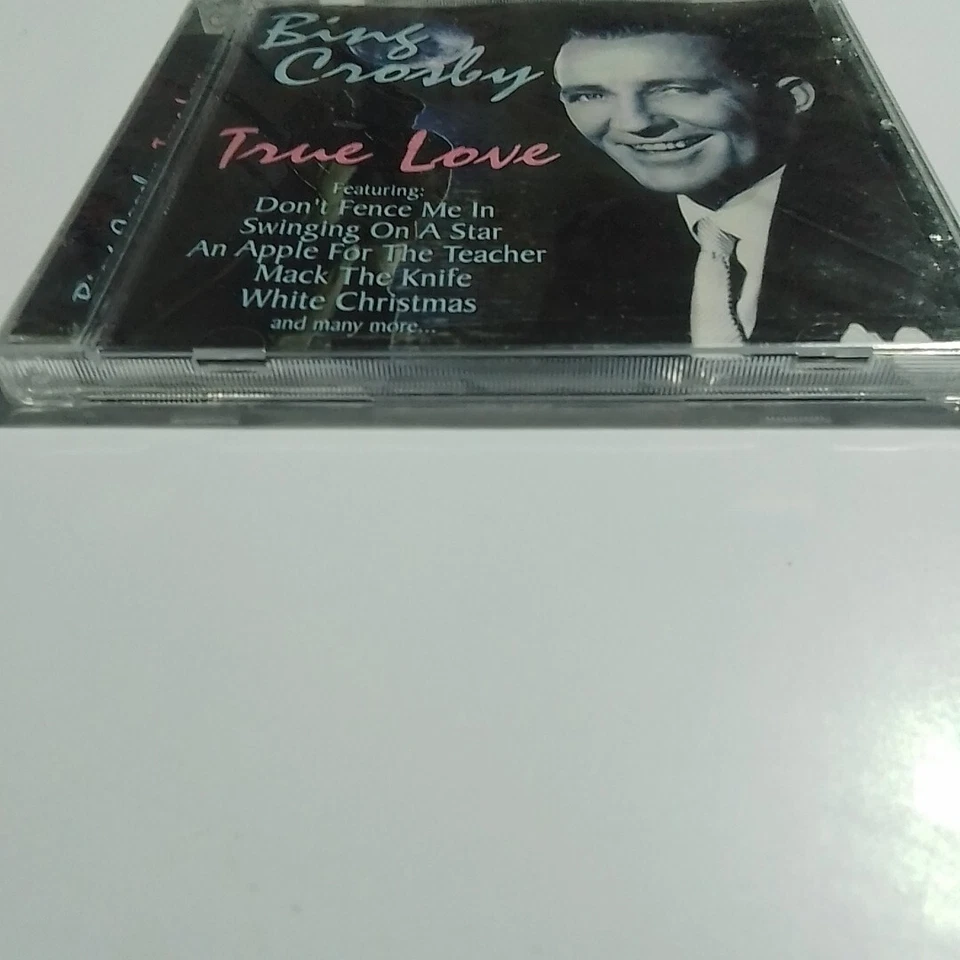 Bing
Crosby
True Love
Featuring:
Don't Fence Me In
Swinging On A Star
An Apple For The Teacher
Mack The Knife
White Christmas
and many more...